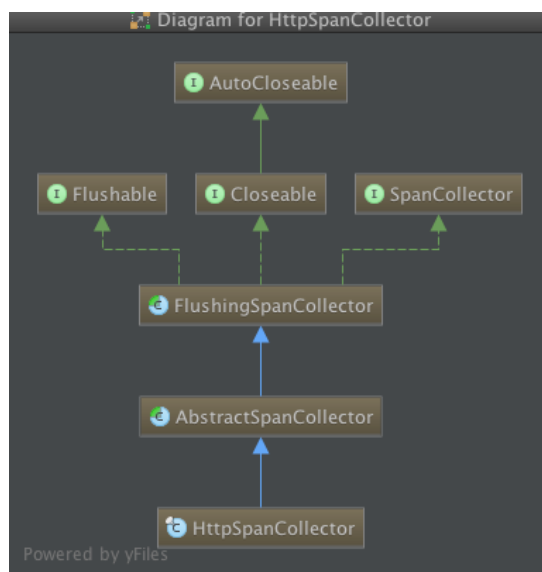 Diagram for HttpSpanCollector
I AutoCloseable
I Flushable
I Closeable
I SpanCollector
C FlushingSpanCollector
C AbstractSpanCollector
C HttpSpanCollector
Powered by yFiles